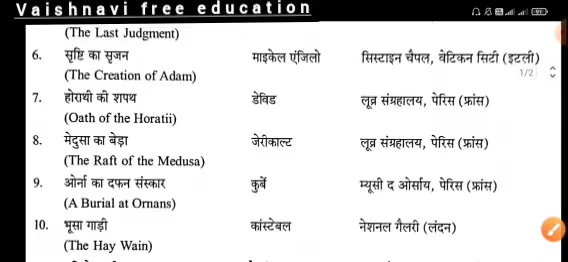 Vaishnavi free education
91
(The Last Judgment)
6. सृष्टि का सृजन माइकेल एंजिलो सिस्टाइन चैपल, वेटिकन सिटी (इटली)
(The Creation of Adam)
1/2
7. होराथी की शपथ डेविड लूव्र संग्रहालय, पेरिस (फ्रांस)
(Oath of the Horatii)
8. मेदुसा का बेड़ा जेरीकाल्ट लूव्र संग्रहालय, पेरिस (फ्रांस)
(The Raft of the Medusa)
9. ओर्ना का दफन संस्कार कुर्बे म्यूसी द ओर्साय, पेरिस (फ्रांस)
(A Burial at Ornans)
10. भूसा गाड़ी कांस्टेबल नेशनल गैलरी (लंदन)
(The Hay Wain)